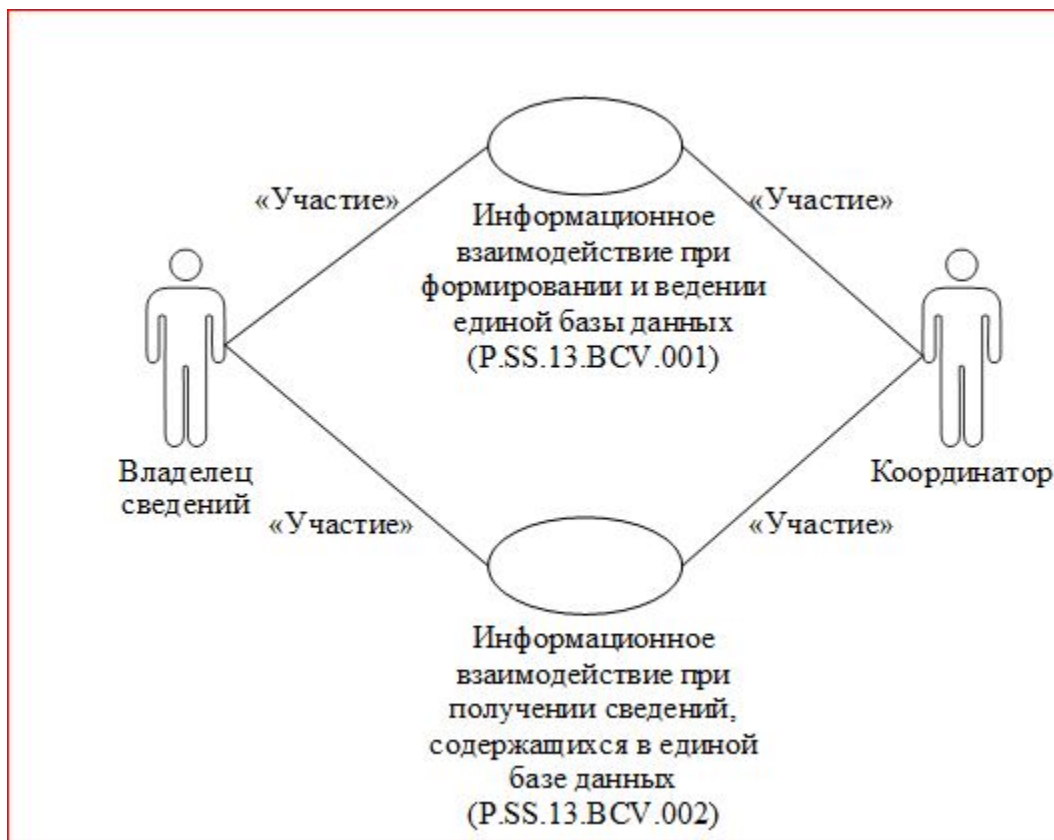 «Участие»
«Участие»
Информационное
взаимодействие при
формировании и ведении
единой базы данных
(P.SS.13.BCV.001)
Владелец
сведений
Координатор
«Участие»
«Участие»
Информационное
взаимодействие при
получении сведений,
содержащихся в единой
базе данных
(P.SS.13.BCV.002)